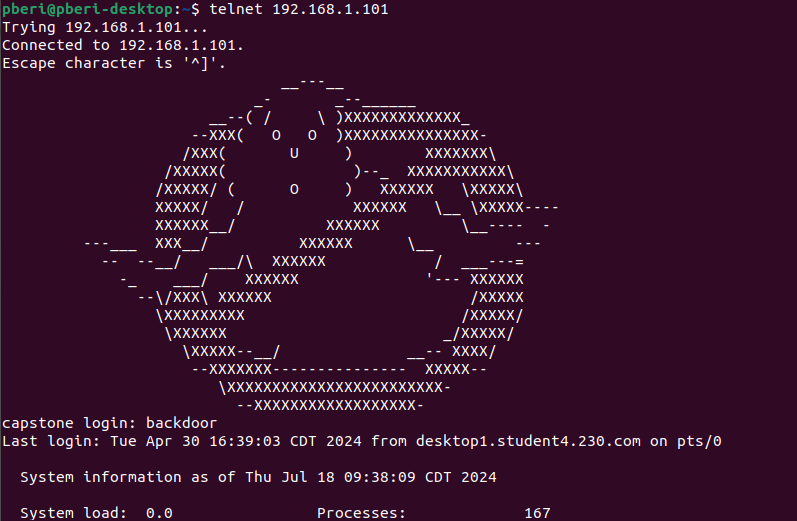 pberi@pberi-desktop:~$ telnet 192.168.1.101
Trying 192.168.1.101...
Connected to 192.168.1.101.
Escape character is '^]'.
                               __---__
                            _-       _--______
                       __--( /     \ )XXXXXXXXXXXXX_
                     --XXX(   O   O  )XXXXXXXXXXXXXXX-
                    /XXX(       U     )        XXXXXXX\
                  /XXXXX(              )--_  XXXXXXXXXXX\
                 /XXXXX/ (      O     )   XXXXXX   \XXXXX\
                 XXXXX/   /            XXXXXX   \__ \XXXXX----
                 XXXXXX__/          XXXXXX         \__----  -
         ---___  XXX__/          XXXXXX      \__         ---
           --  --__/   ___/\  XXXXXX            /  ___---=
             -_    ___/    XXXXXX              '--- XXXXXX
               --\/XXX\ XXXXXX                      /XXXXX
                 \XXXXXXXXX                        /XXXXX/
                  \XXXXXX                        _/XXXXX/
                    \XXXXX--__/              __-- XXXX/
                     --XXXXXXX---------------  XXXXX--
                        \XXXXXXXXXXXXXXXXXXXXXXXX-
                          --XXXXXXXXXXXXXXXXXX-
capstone login: backdoor
Last login: Tue Apr 30 16:39:03 CDT 2024 from desktop1.student4.230.com on pts/0
  System information as of Thu Jul 18 09:38:09 CDT 2024
  System load:  0.0                Processes:             167